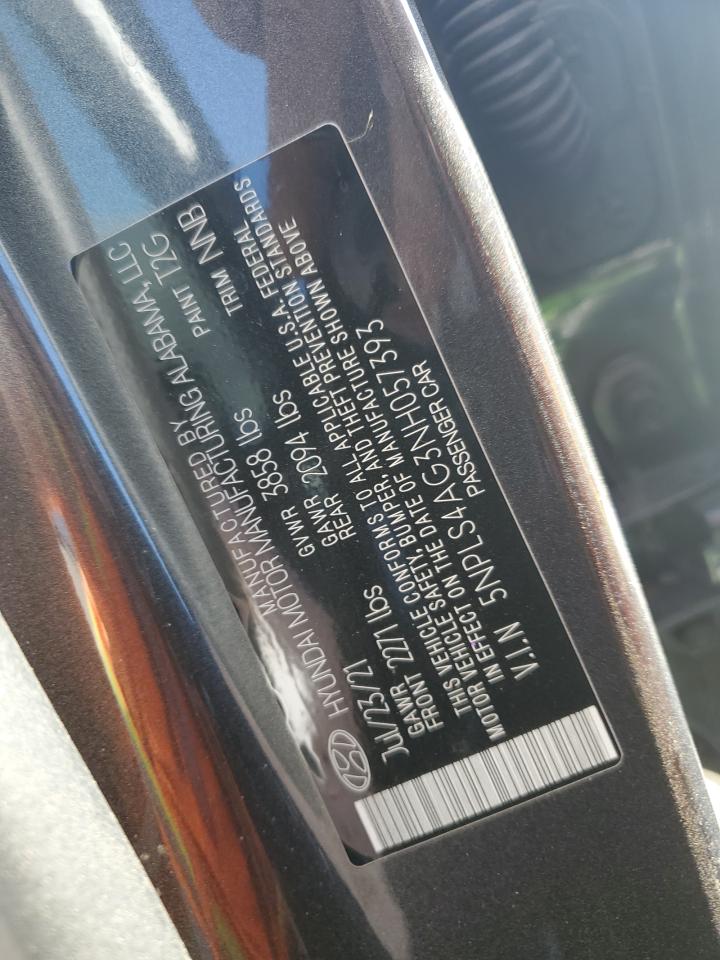 MANUFACTURED BY
HYUNDAI MOTOR MANUFACTURING ALABAMA, LLC
JUL/23/21 GVWR 3858 lbs PAINT T2G
GAWR FRONT 2271 lbs GAWR REAR 2094 lbs TRIM NNB
THIS VEHICLE CONFORMS TO ALL APPLICABLE U.S.A. FEDERAL
MOTOR VEHICLE SAFETY, BUMPER, AND THEFT PREVENTION STANDARDS
IN EFFECT ON THE DATE OF MANUFACTURE SHOWN ABOVE
V.I.N 5NPLS4AG3NH057393
PASSENGER CAR